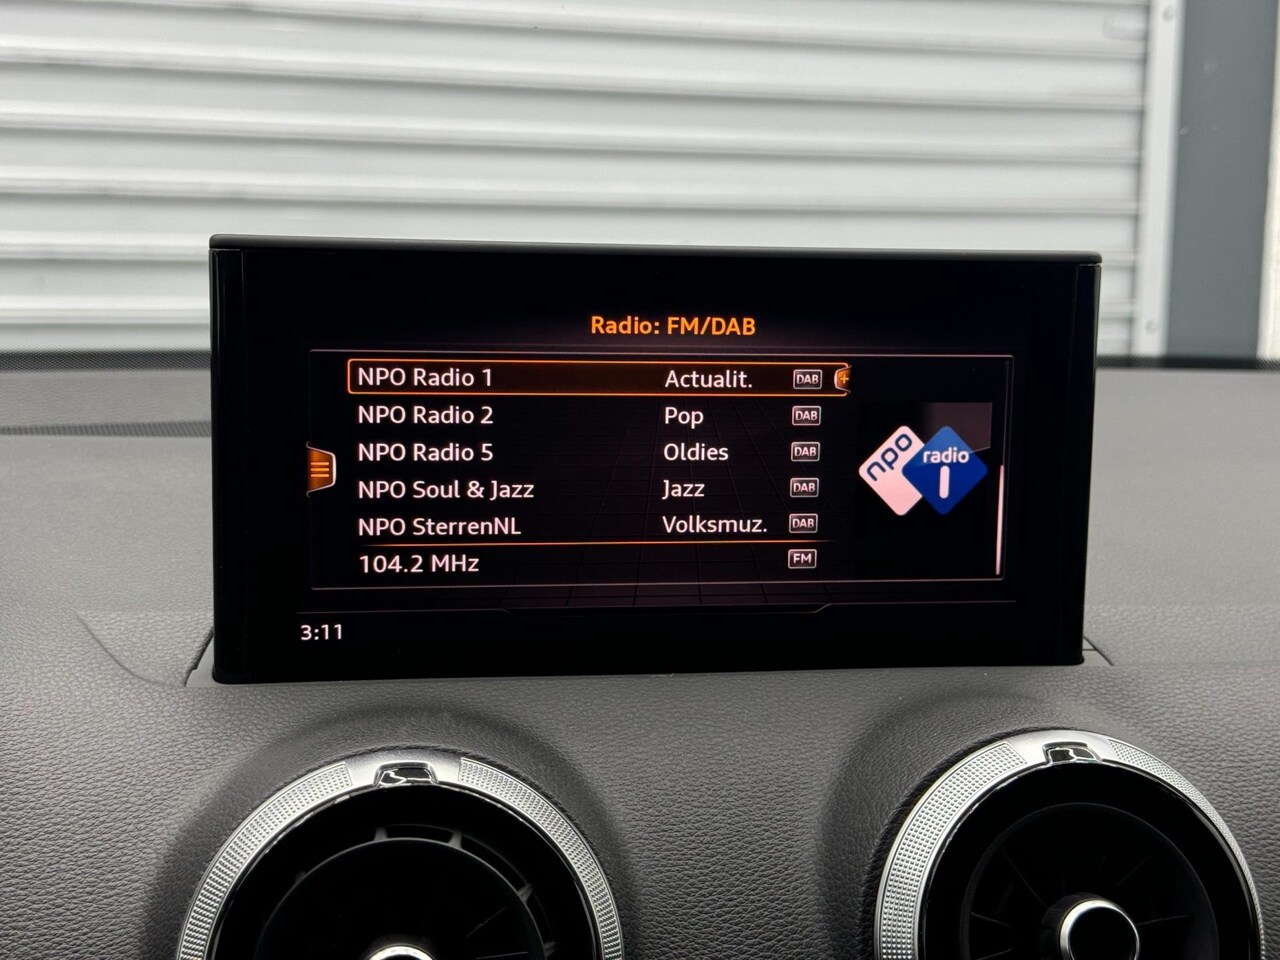 Radio: FM/DAB
NPO Radio 1 Actualit. DAB +
NPO Radio 2 Pop DAB
NPO Radio 5 Oldies DAB
NPO Soul & Jazz Jazz DAB
NPO SterrenNL Volksmuz. DAB
104.2 MHz FM
npo radio 1
3:11